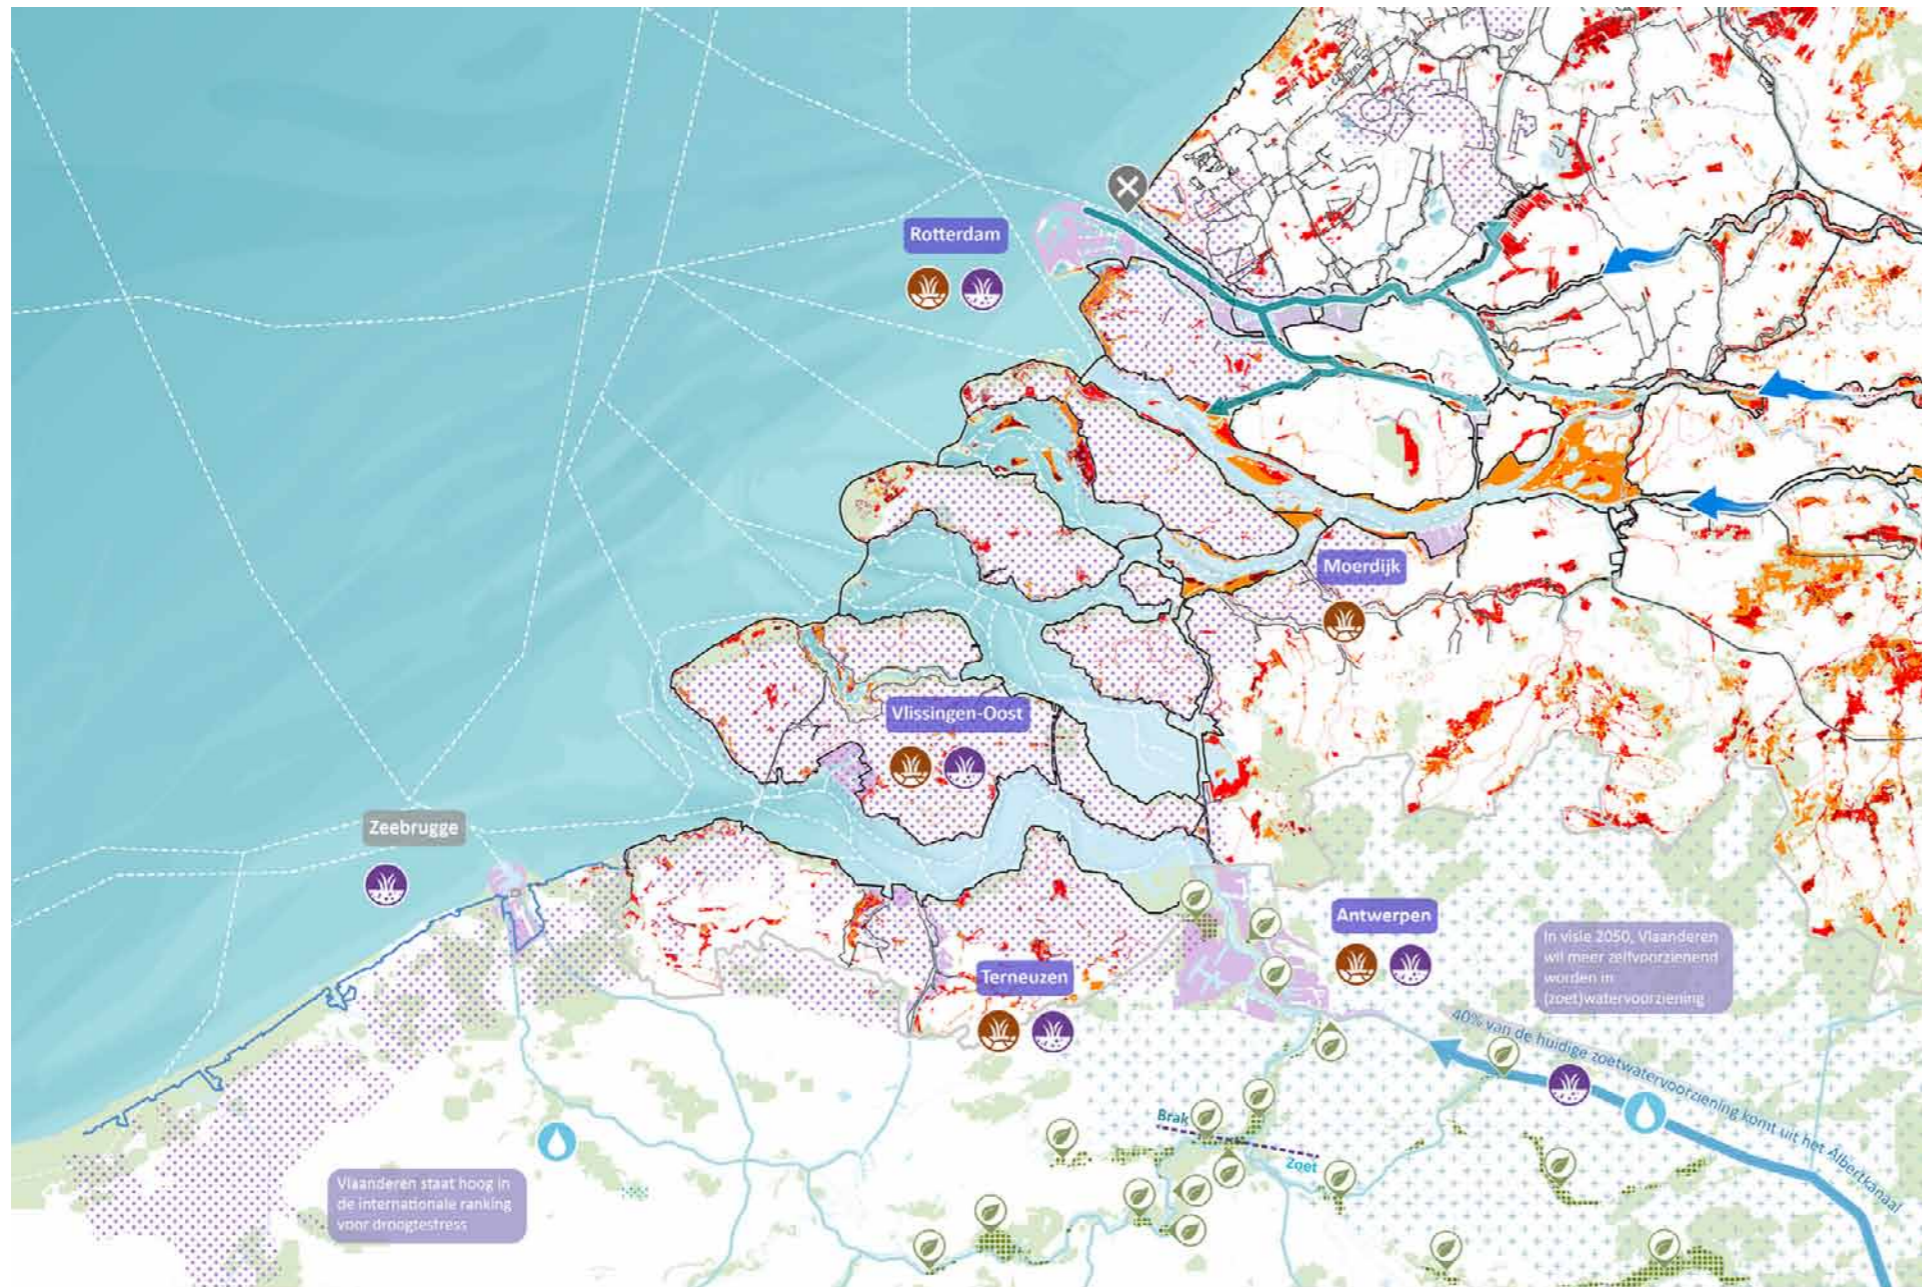 Rotterdam
Moerdijk
Vlissingen-Oost
Zeebrugge
Antwerpen
In visie 2050, Vlaanderen
wil meer zelfvoorzienend
worden in
(zoet)watervoorziening
Terneuzen
40% van de huidige zoetwatervoorziening komt uit het Albertkanaal
Brak
Zoet
Vlaanderen staat hoog in
de internationale ranking
voor droogtestress